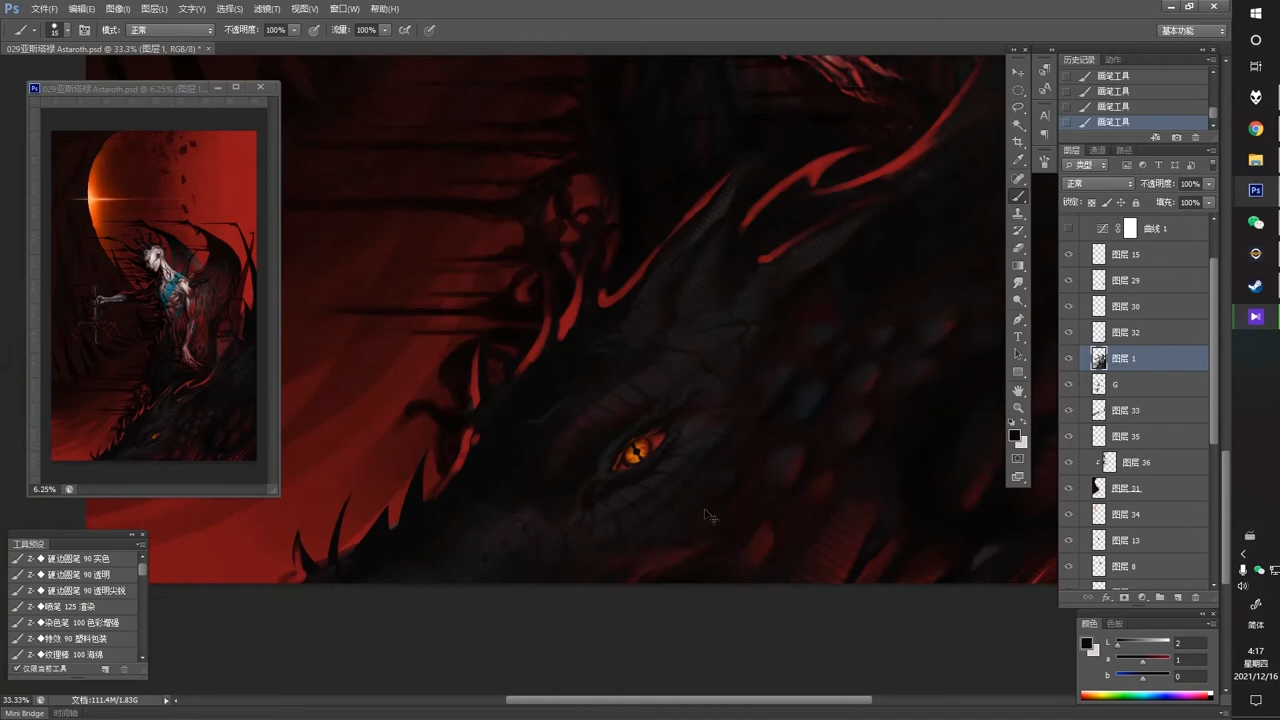 Ps 文件(F) 编辑(E) 图像(I) 图层(L) 文字(Y) 选择(S) 滤镜(T) 视图(V) 窗口(W) 帮助(H)
15 模式: 正常 不透明度: 100% 流量: 100% 基本功能
029亚斯塔禄 Astaroth.psd @ 33.3% (图层 1, RGB/8) * ×
029亚斯塔禄 Astaroth.psd @ 6.25% (图层 1...
6.25%
工具预设
Z- ◆ 硬边圆笔 90 实色
Z- ◆ 硬边圆笔 90 透明
Z- ◆ 硬边圆笔 90 透明尖锐
Z- ◆喷笔 125 渲染
Z- ◆染色笔 100 色彩增强
Z- ◆特效 90 塑料包装
Z- ◆纹理棒 100 海绵
仅限当前工具
33.33% 文档:111.4M/1.83G
Mini Bridge 时间轴
历史记录 动作
画笔工具
画笔工具
画笔工具
画笔工具
图层 通道 路径
类型
正常 不透明度: 100%
锁定: 填充: 100%
曲线 1
图层 15
图层 29
图层 30
图层 32
图层 1
G
图层 33
图层 35
图层 36
图层 31
图层 34
图层 13
图层 8
颜色 色板
L 2
a 1
b 0
简体
4:17
星期四
2021/12/16